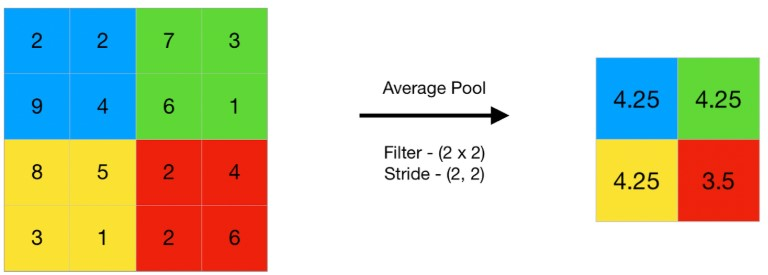 2 2 7 3
9 4 6 1
8 5 2 4
3 1 2 6
Average Pool
Filter - (2 x 2)
Stride - (2, 2)
4.25 4.25
4.25 3.5